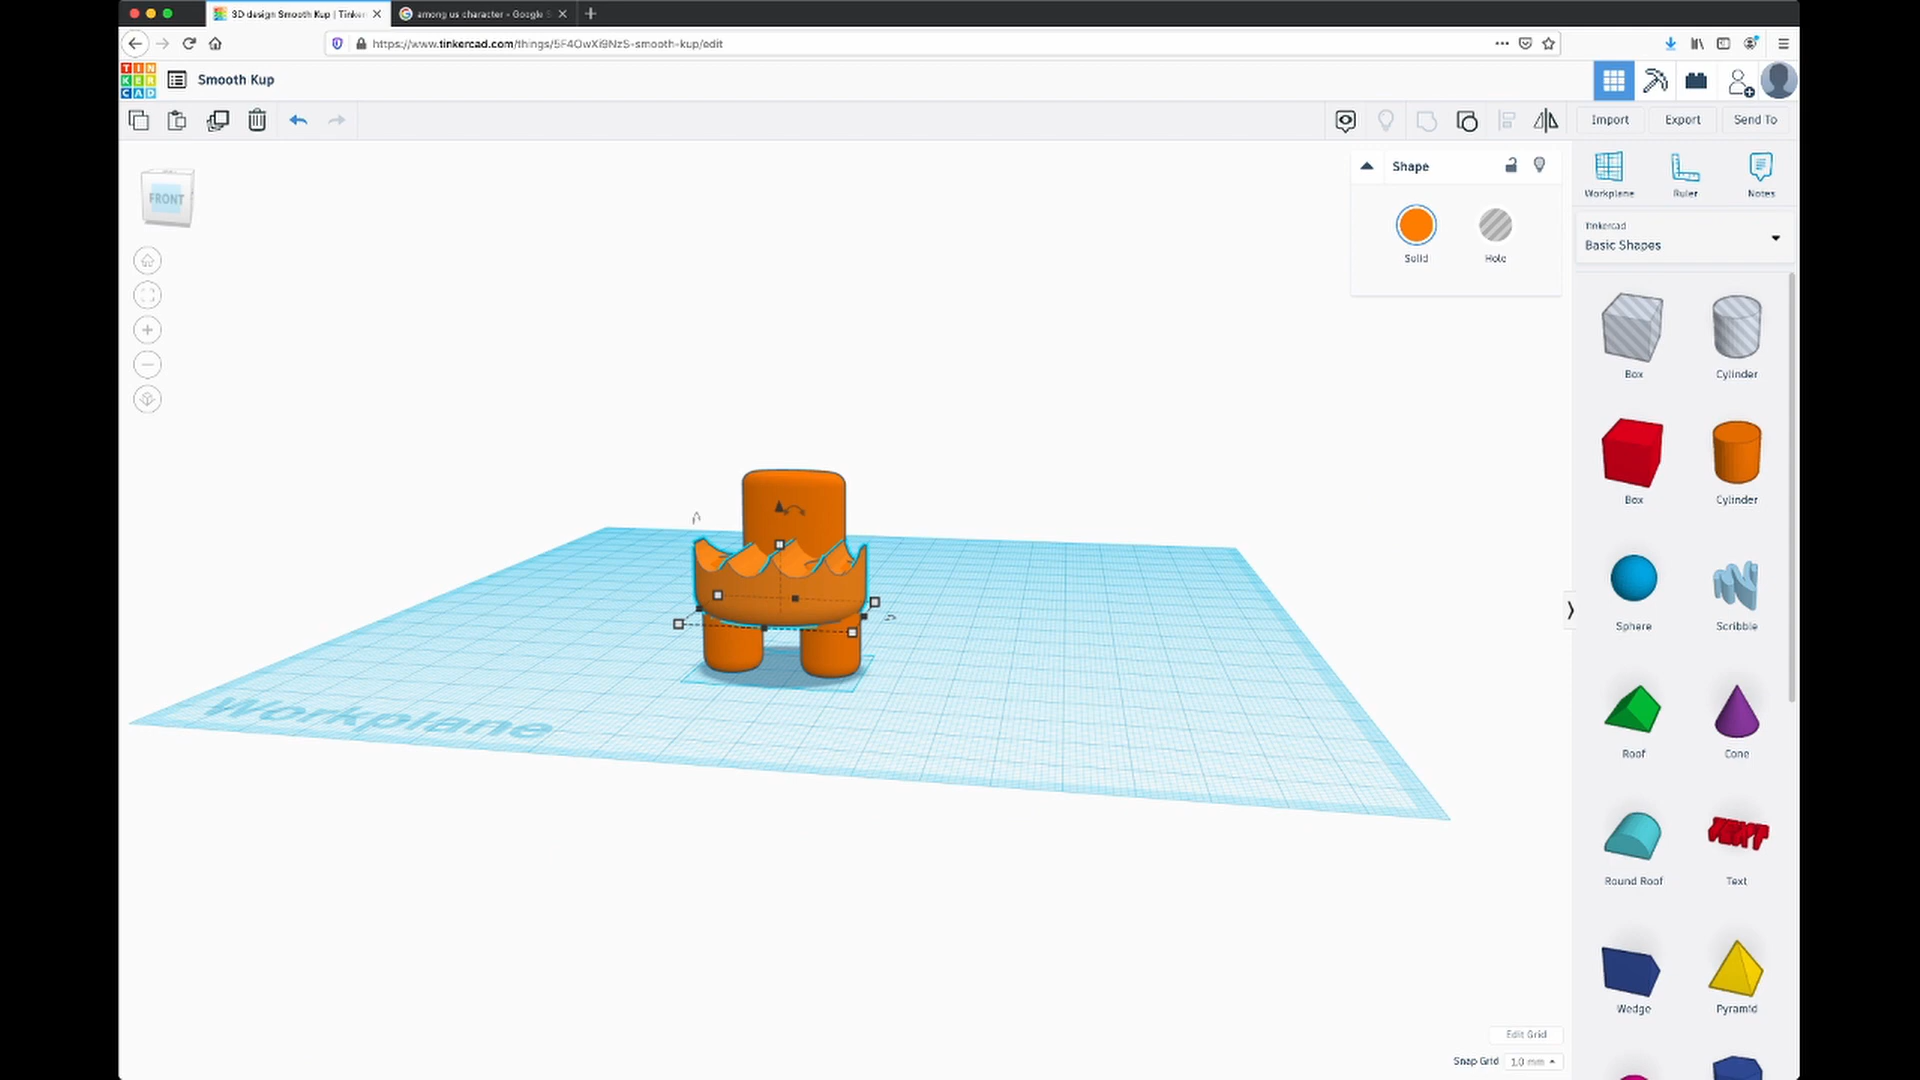 3D design Smooth Kup | Tinker
among us character - Google S
https://www.tinkercad.com/things/5F4OwXi9NzS-smooth-kup/edit
TIN
KER
CAD
Smooth Kup
Import
Export
Send To
FRONT
Shape
Solid
Hole
Workplane
Ruler
Notes
Tinkercad
Basic Shapes
Box
Cylinder
Box
Cylinder
Sphere
Scribble
Roof
Cone
Round Roof
TEXT
Text
Wedge
Pyramid
Workplane
Edit Grid
Snap Grid
1.0 mm